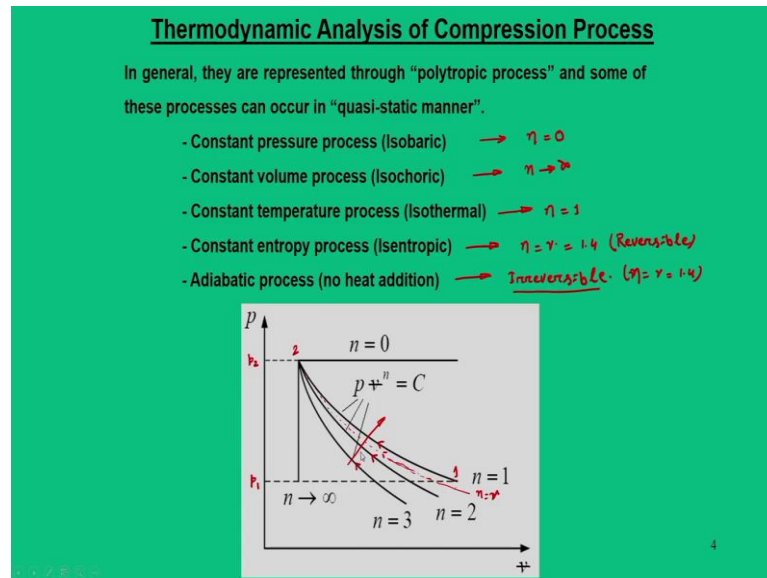 Thermodynamic Analysis of Compression Process
In general, they are represented through “polytropic process” and some of
these processes can occur in “quasi-static manner”.
- Constant pressure process (Isobaric) → η = 0
- Constant volume process (Isochoric) → η → ∞
- Constant temperature process (Isothermal) → η = 1
- Constant entropy process (Isentropic) → η = γ = 1.4 (Reversible)
- Adiabatic process (no heat addition) → Irreversible. (η = γ = 1.4)
p
2
n = 0
p₂
p v^n = C
p₁
1
n = 1
n = γ
n → ∞
n = 2
n = 3
v
4